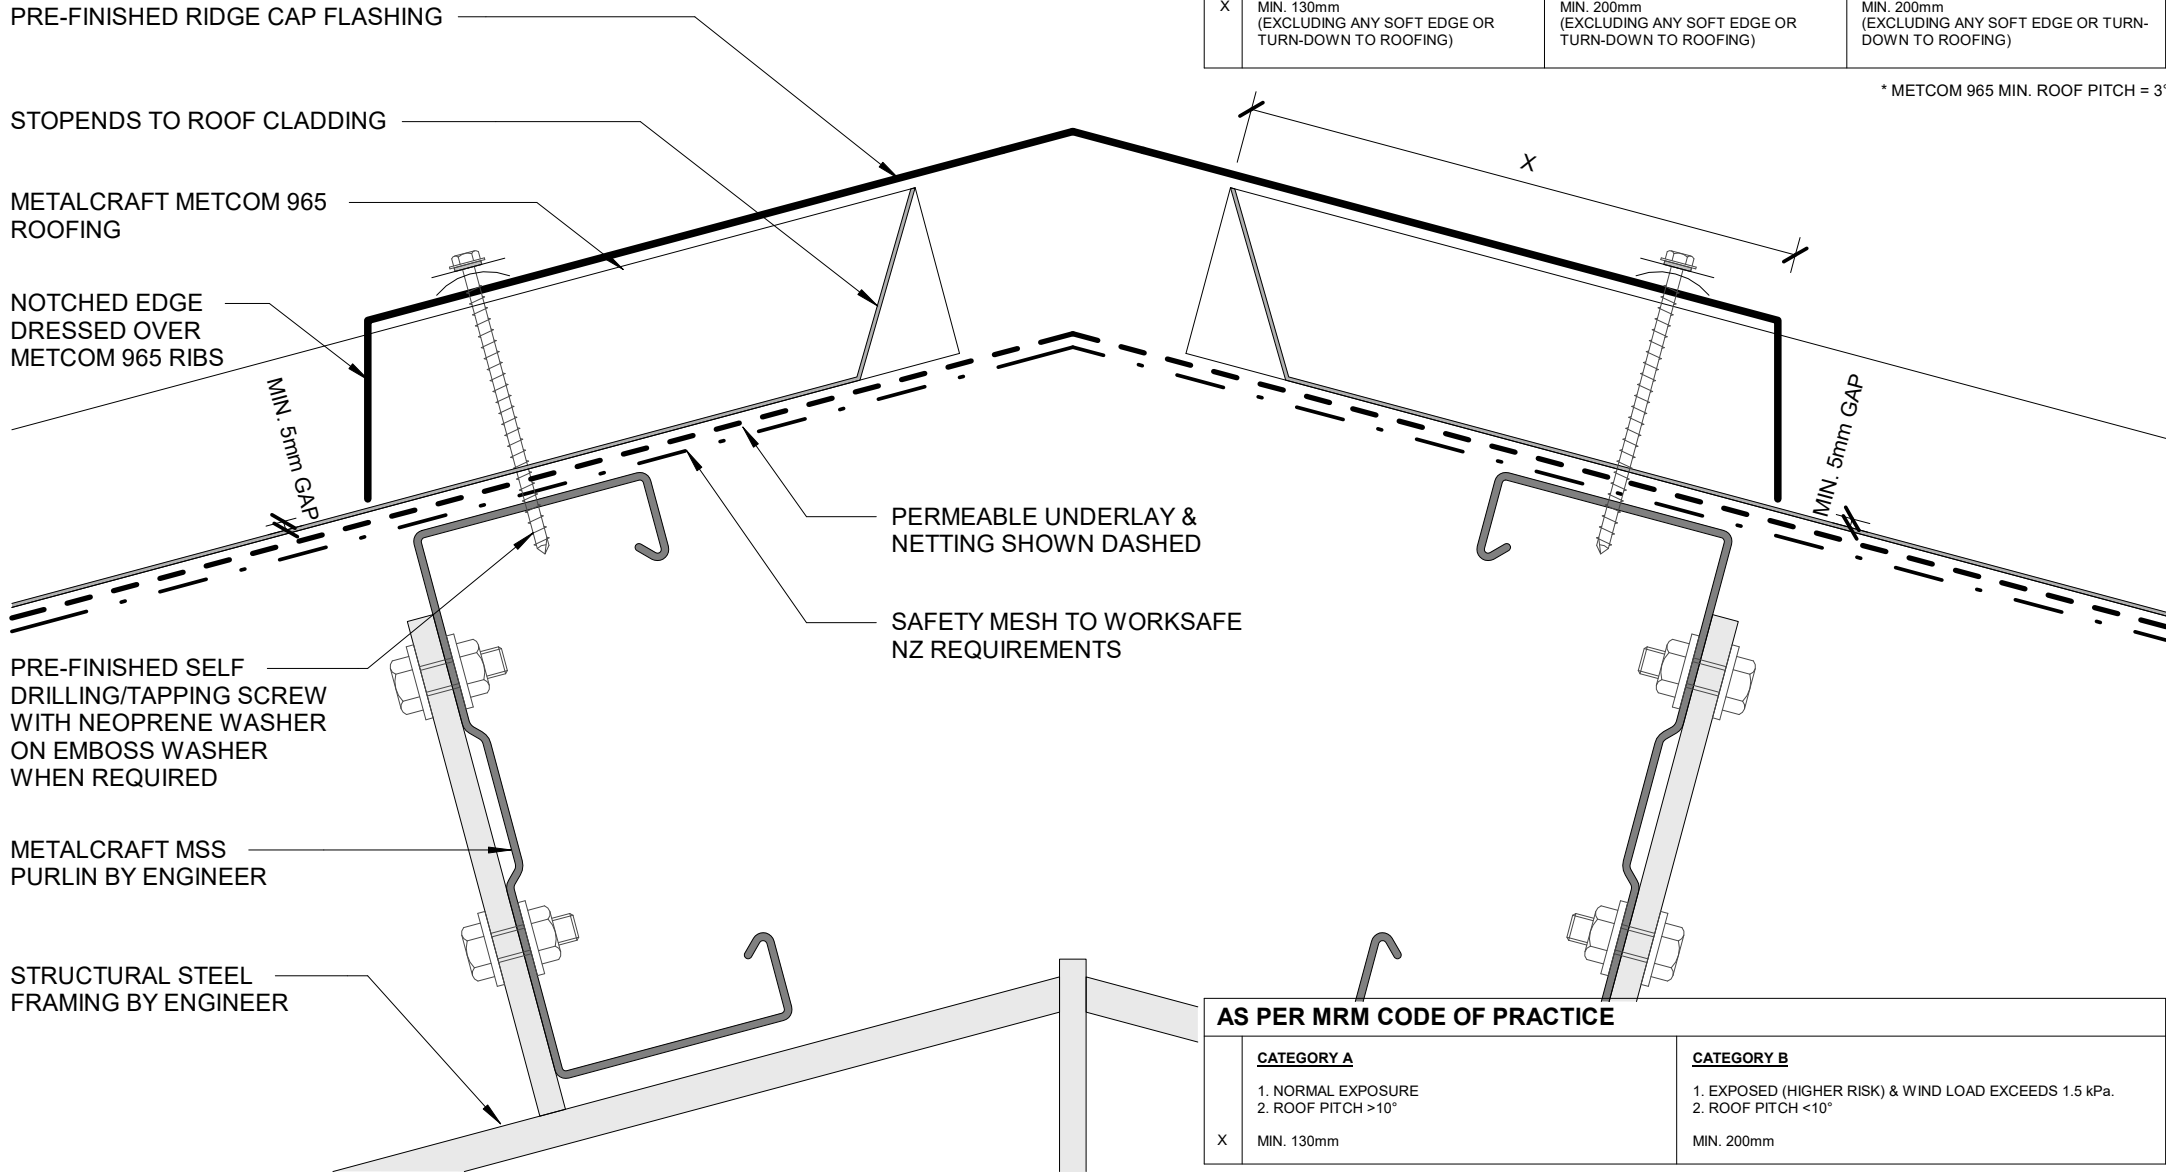 PRE-FINISHED RIDGE CAP FLASHING
X
MIN. 130mm
(EXCLUDING ANY SOFT EDGE OR
TURN-DOWN TO ROOFING)
MIN. 200mm
(EXCLUDING ANY SOFT EDGE OR
TURN-DOWN TO ROOFING)
MIN. 200mm
(EXCLUDING ANY SOFT EDGE OR TURN-
DOWN TO ROOFING)
* METCOM 965 MIN. ROOF PITCH = 3°
STOPENDS TO ROOF CLADDING
X
METALCRAFT METCOM 965
ROOFING
NOTCHED EDGE
DRESSED OVER
METCOM 965 RIBS
MIN. 5mm GAP
MIN. 5mm GAP
PERMEABLE UNDERLAY &
NETTING SHOWN DASHED
SAFETY MESH TO WORKSAFE
NZ REQUIREMENTS
PRE-FINISHED SELF
DRILLING/TAPPING SCREW
WITH NEOPRENE WASHER
ON EMBOSS WASHER
WHEN REQUIRED
METALCRAFT MSS
PURLIN BY ENGINEER
STRUCTURAL STEEL
FRAMING BY ENGINEER
AS PER MRM CODE OF PRACTICE
CATEGORY A
1. NORMAL EXPOSURE
2. ROOF PITCH >10°
CATEGORY B
1. EXPOSED (HIGHER RISK) & WIND LOAD EXCEEDS 1.5 kPa.
2. ROOF PITCH <10°
X
MIN. 130mm
MIN. 200mm